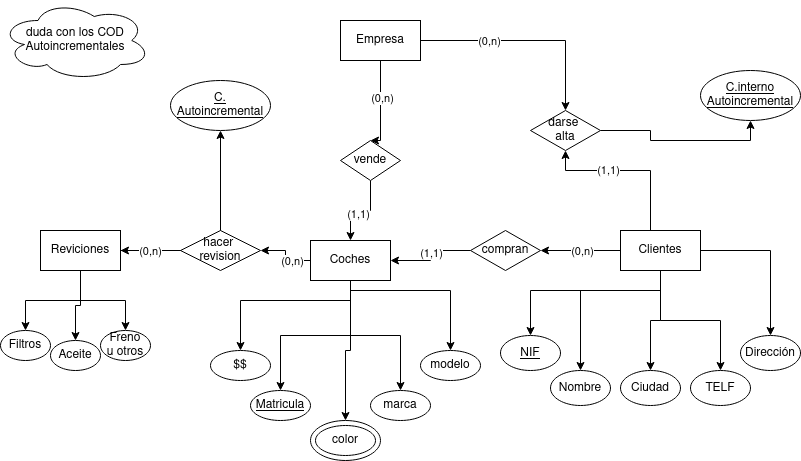 duda con los COD
Autoincrementales
Empresa
(0,n)
(0,n)
C.
Autoincremental
C.interno
Autoincremental
darse
alta
vende
(1,1)
(1,1)
Reviciones
(0,n)
hacer
revision
(0,n)
Coches
(1,1)
compran
(0,n)
Clientes
Filtros
Aceite
Freno
u otros
$$
Matricula
color
marca
modelo
NIF
Nombre
Ciudad
TELF
Dirección